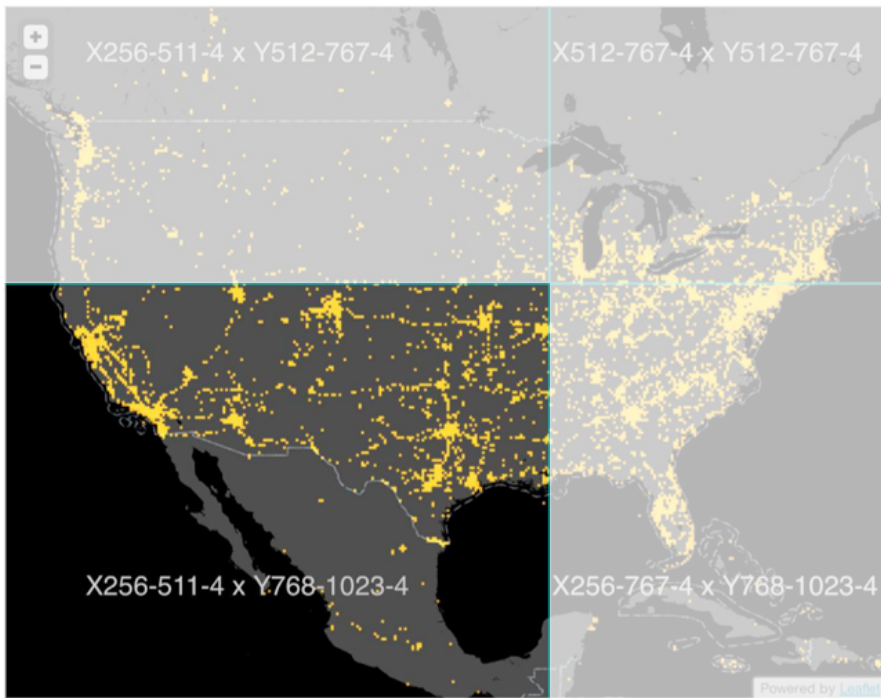 +
−
X256-511-4 x Y512-767-4
X512-767-4 x Y512-767-4
X256-511-4 x Y768-1023-4
X256-767-4 x Y768-1023-4
Powered by Leaflet